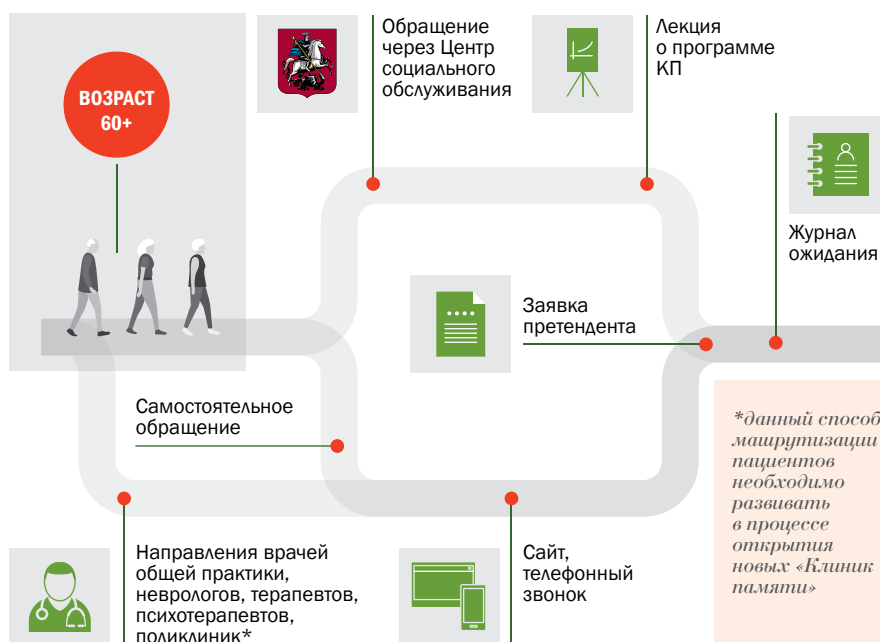 ВОЗРАСТ
60+
Обращение
через Центр
социального
обслуживания
Лекция
о программе
КП
Журнал
ожидания
Заявка
претендента
Самостоятельное
обращение
Направления врачей
общей практики,
неврологов, терапевтов,
психотерапевтов,
поликлиник*
Сайт,
телефонный
звонок
*данный способ
машрутизации
пациентов
необходимо
развивать
в процессе
открытия
новых «Клиник
памяти»